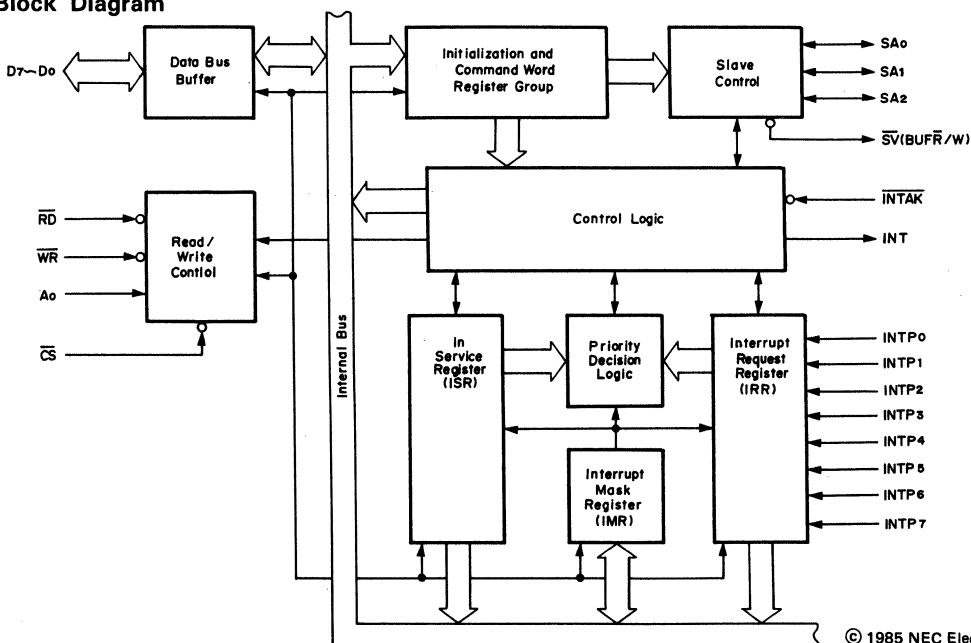 Block Diagram
D7~D0
Data Bus
Buffer
Initialization and
Command Word
Register Group
Slave
Control
SA0
SA1
SA2
SV(BUFR/W)
RD
WR
A0
CS
Read/
Write
Contlol
Control Logic
INTAK
INT
Internal Bus
In
Service
Register
(ISR)
Priority
Decision
Logic
Interrupt
Request
Register
(IRR)
Interrupt
Mask
Register
(IMR)
INTP0
INTP1
INTP2
INTP3
INTP4
INTP5
INTP6
INTP7
© 1985 NEC Elec